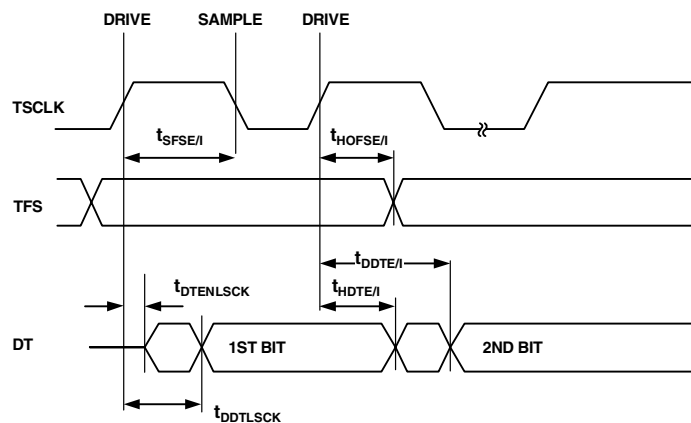 DRIVE SAMPLE DRIVE
TSCLK
tSFSE/I tHOFSE/I
TFS
tDDTE/I
tDTENLSCK tHDTE/I
DT 1ST BIT 2ND BIT
tDDTLSCK